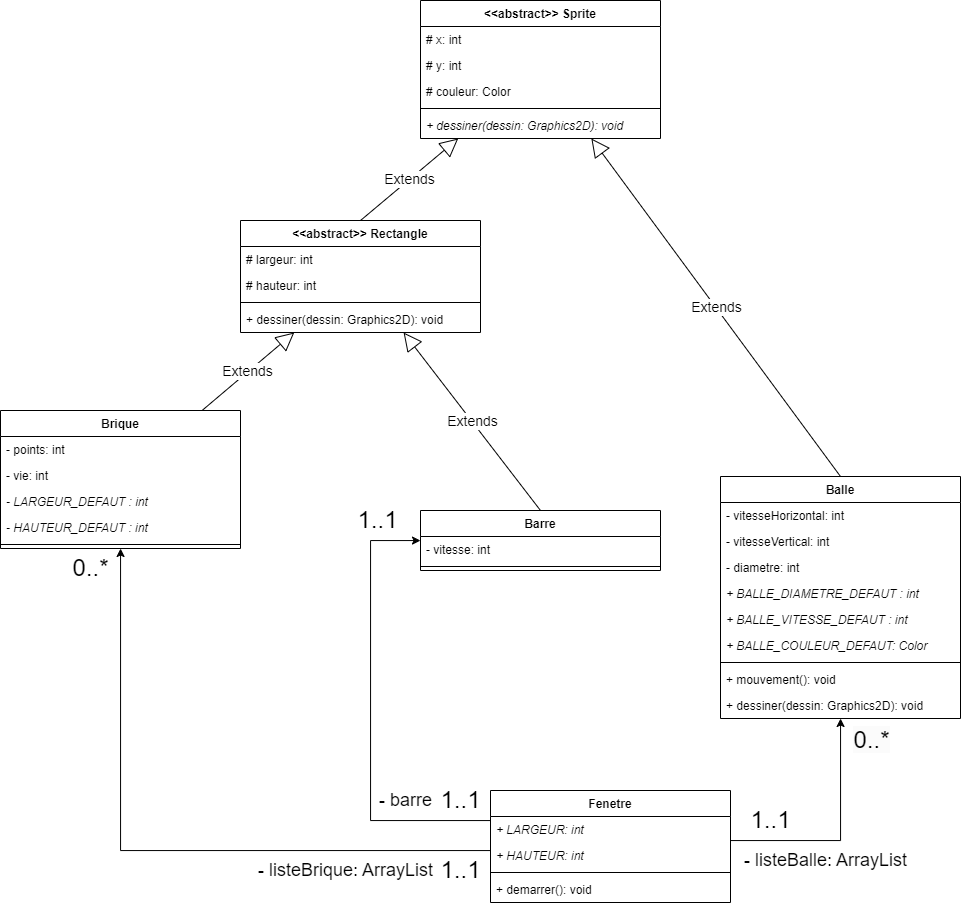 <<abstract>> Sprite
# x: int
# y: int
# couleur: Color
+ dessiner(dessin: Graphics2D): void
Extends
<<abstract>> Rectangle
# largeur: int
# hauteur: int
+ dessiner(dessin: Graphics2D): void
Extends
Extends
Extends
Brique
- points: int
- vie: int
- LARGEUR_DEFAUT : int
- HAUTEUR_DEFAUT : int
0..*
1..1
Barre
- vitesse: int
Balle
- vitesseHorizontal: int
- vitesseVertical: int
- diametre: int
+ BALLE_DIAMETRE_DEFAUT : int
+ BALLE_VITESSE_DEFAUT : int
+ BALLE_COULEUR_DEFAUT: Color
+ mouvement(): void
+ dessiner(dessin: Graphics2D): void
0..*
- barre 1..1
- listeBrique: ArrayList 1..1
Fenetre
+ LARGEUR: int
+ HAUTEUR: int
+ demarrer(): void
1..1
- listeBalle: ArrayList